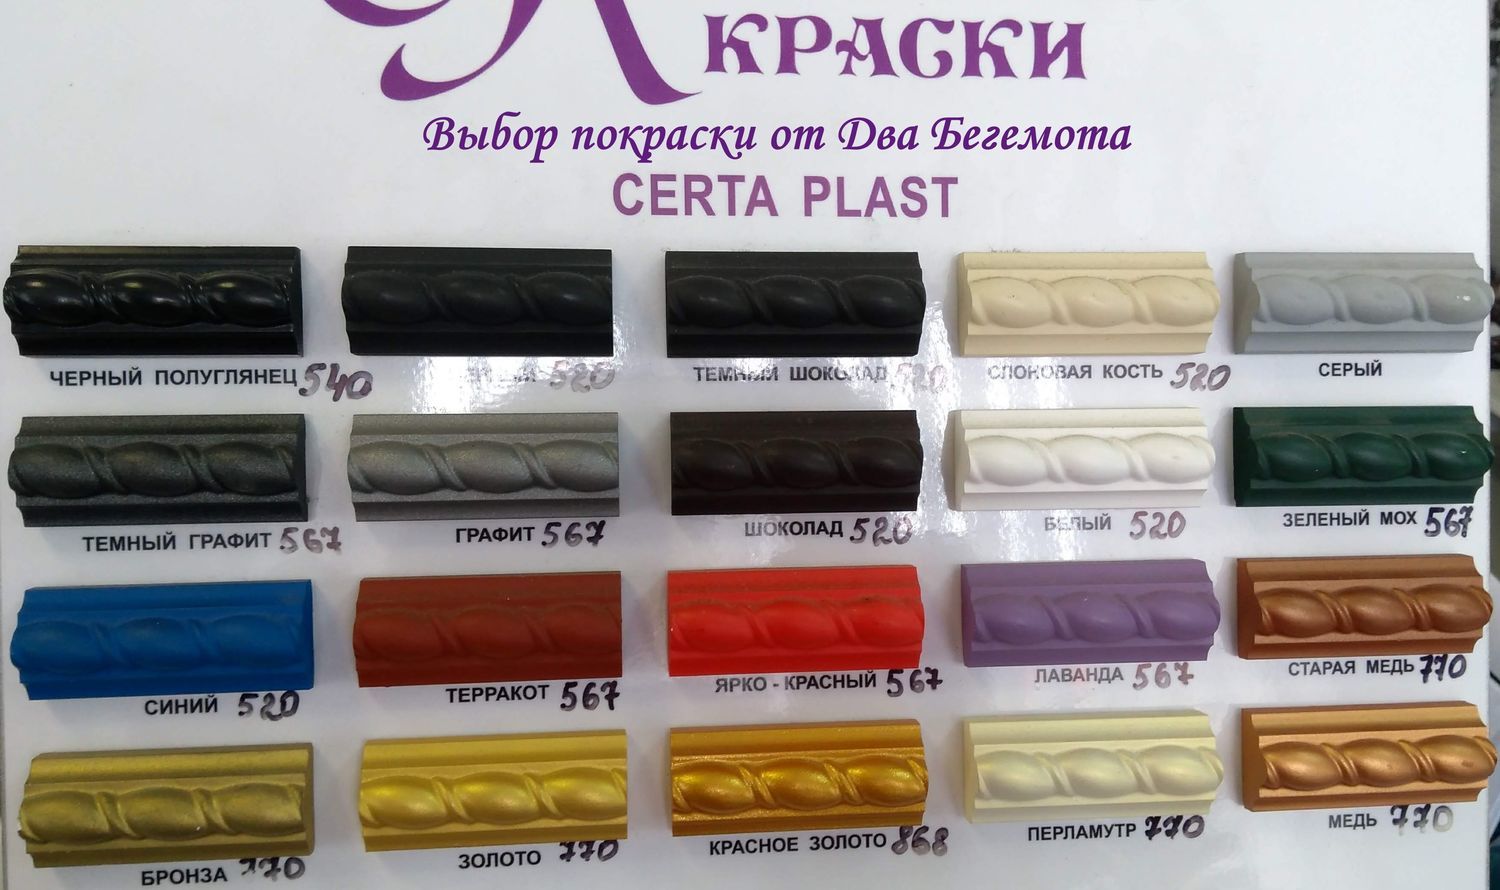 КРАСКИ
Выбор покраски от Два Бегемота
CERTA PLAST
ЧЕРНЫЙ ПОЛУГЛЯНЕЦ 540
520
ТЕМНЫЙ ШОКОЛАД 520
СЛОНОВАЯ КОСТЬ 520
СЕРЫЙ
ТЕМНЫЙ ГРАФИТ 567
ГРАФИТ 567
ШОКОЛАД 520
БЕЛЫЙ 520
ЗЕЛЕНЫЙ МОХ 567
СИНИЙ 520
ТЕРРАКОТ 567
ЯРКО - КРАСНЫЙ 567
ЛАВАНДА 567
СТАРАЯ МЕДЬ 770
БРОНЗА 770
ЗОЛОТО 770
КРАСНОЕ ЗОЛОТО 868
ПЕРЛАМУТР 770
МЕДЬ 770